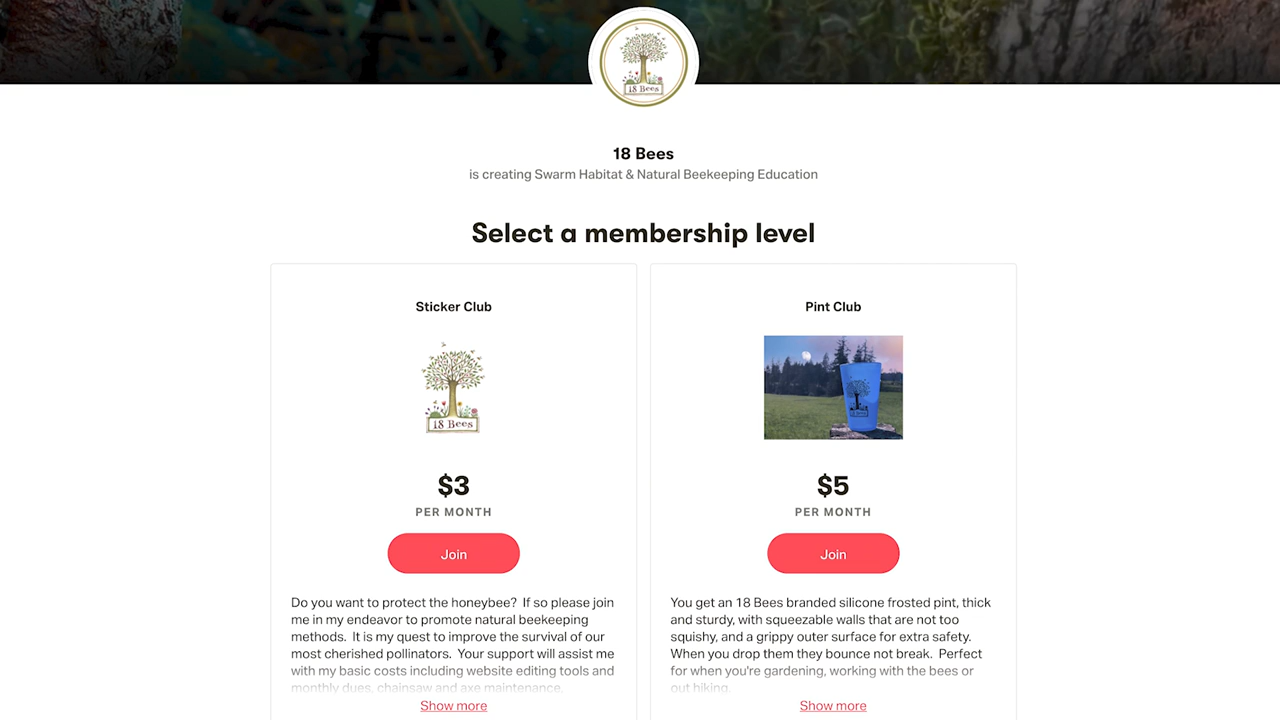 18 Bees
18 Bees
is creating Swarm Habitat & Natural Beekeeping Education
Select a membership level
Sticker Club
18 Bees
$3
PER MONTH
Join
Do you want to protect the honeybee?  If so please join
me in my endeavor to promote natural beekeeping
methods.  It is my quest to improve the survival of our
most cherished pollinators.  Your support will assist me
with my basic costs including website editing tools and
monthly dues, chainsaw and axe maintenance.
Show more
Pint Club
18 Bees
$5
PER MONTH
Join
You get an 18 Bees branded silicone frosted pint, thick
and sturdy, with squeezable walls that are not too
squishy, and a grippy outer surface for extra safety.
When you drop them they bounce not break.  Perfect
for when you're gardening, working with the bees or
out hiking.
Show more